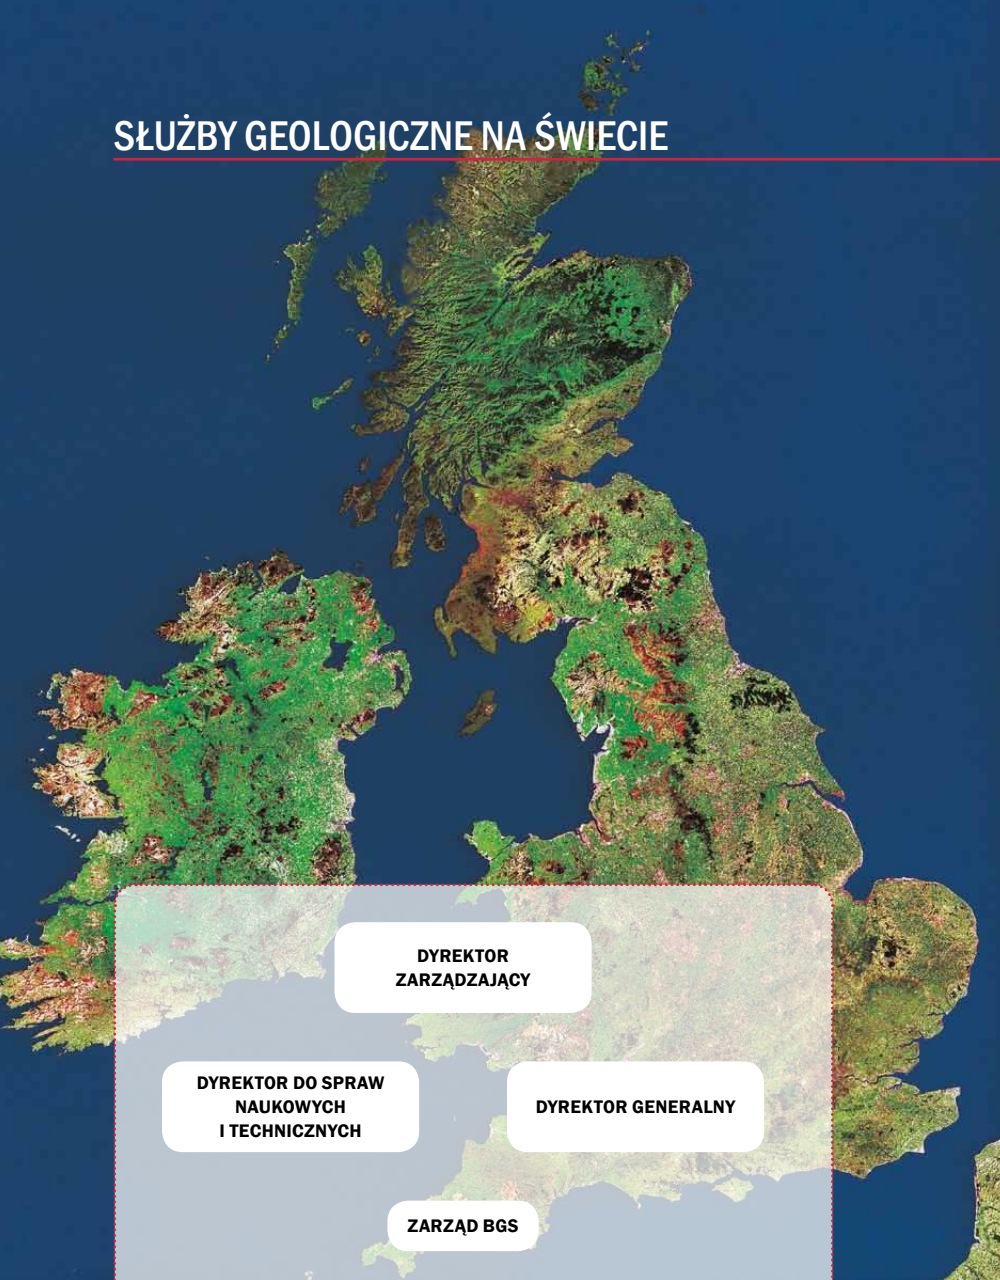 SŁUŻBY GEOLOGICZNE NA ŚWIECIE
DYREKTOR
ZARZĄDZAJĄCY
DYREKTOR DO SPRAW
NAUKOWYCH
I TECHNICZNYCH
DYREKTOR GENERALNY
ZARZĄD BGS